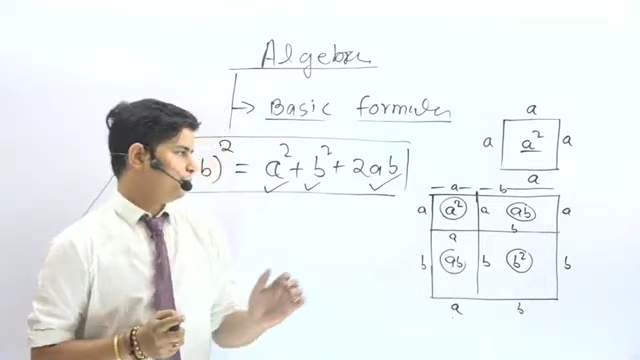 Algebra
→ Basic formula
b)² = a² + b² + 2ab
a
a a² a
a
a b
a a² a ab a
a b
b ab b b² b
a b